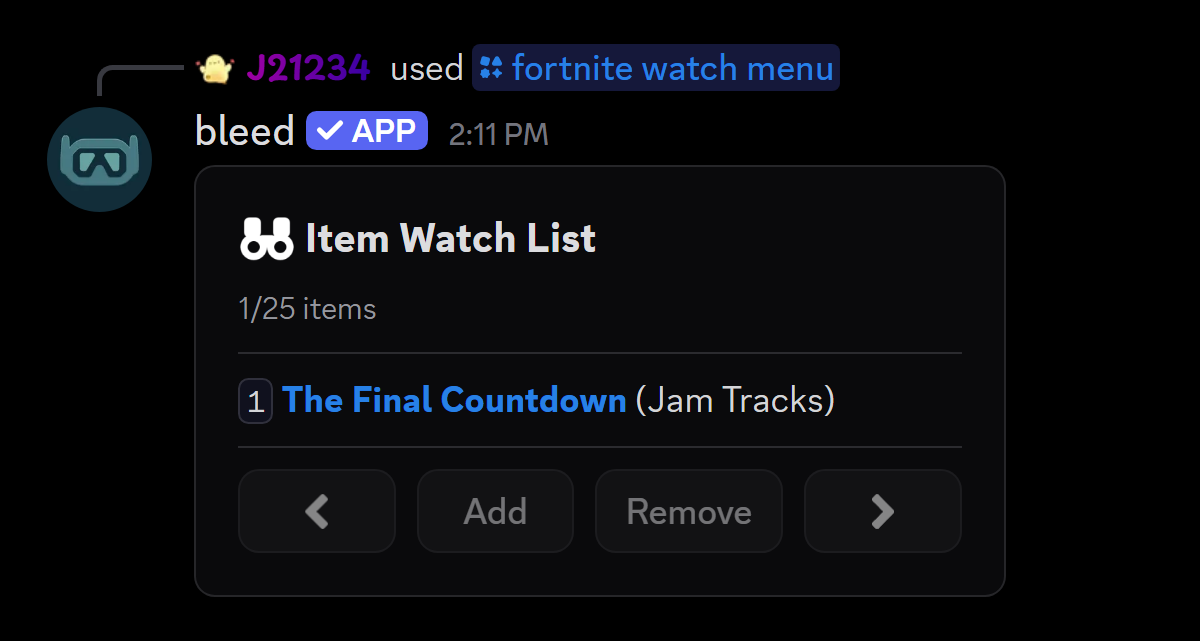 J21234 used fortnite watch menu
bleed APP 2:11 PM
Item Watch List
1/25 items
1 The Final Countdown (Jam Tracks)
Add Remove